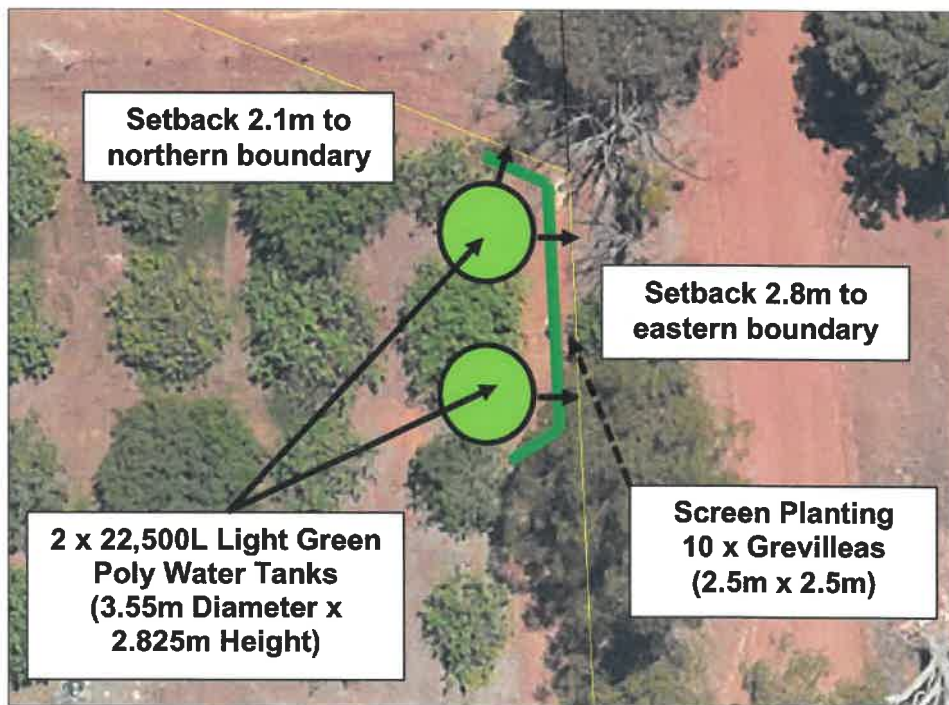 Setback 2.1m to
northern boundary
Setback 2.8m to
eastern boundary
2 x 22,500L Light Green
Poly Water Tanks
(3.55m Diameter x
2.825m Height)
Screen Planting
10 x Grevilleas
(2.5m x 2.5m)